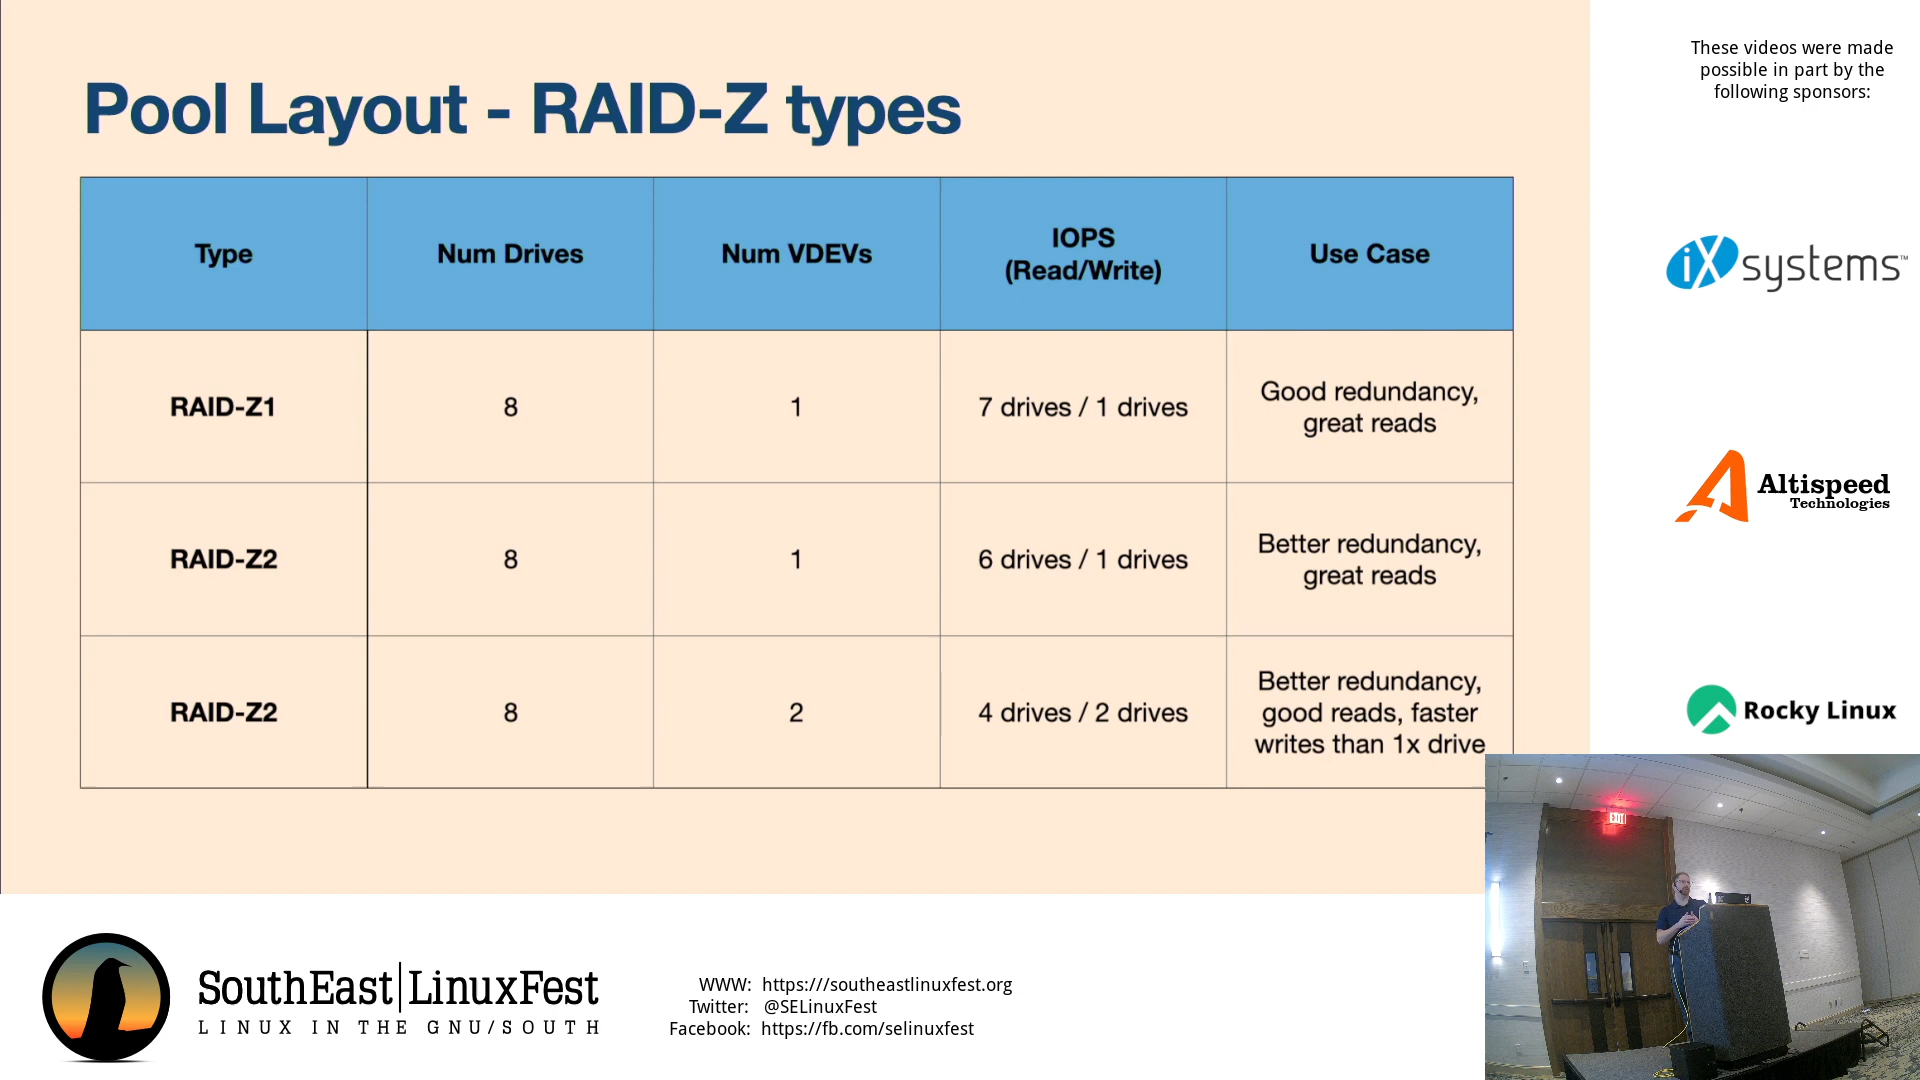 Pool Layout - RAID-Z types
Type
Num Drives
Num VDEVs
IOPS
(Read/Write)
Use Case
RAID-Z1
8
1
7 drives / 1 drives
Good redundancy,
great reads
RAID-Z2
8
1
6 drives / 1 drives
Better redundancy,
great reads
RAID-Z2
8
2
4 drives / 2 drives
Better redundancy,
good reads, faster
writes than 1x drive
These videos were made
possible in part by the
following sponsors:
iX systems™
Altispeed
Technologies
Rocky Linux
EXIT
SouthEast LinuxFest
LINUX IN THE GNU/SOUTH
WWW: https:///southeastlinuxfest.org
Twitter: @SELinuxFest
Facebook: https://fb.com/selinuxfest